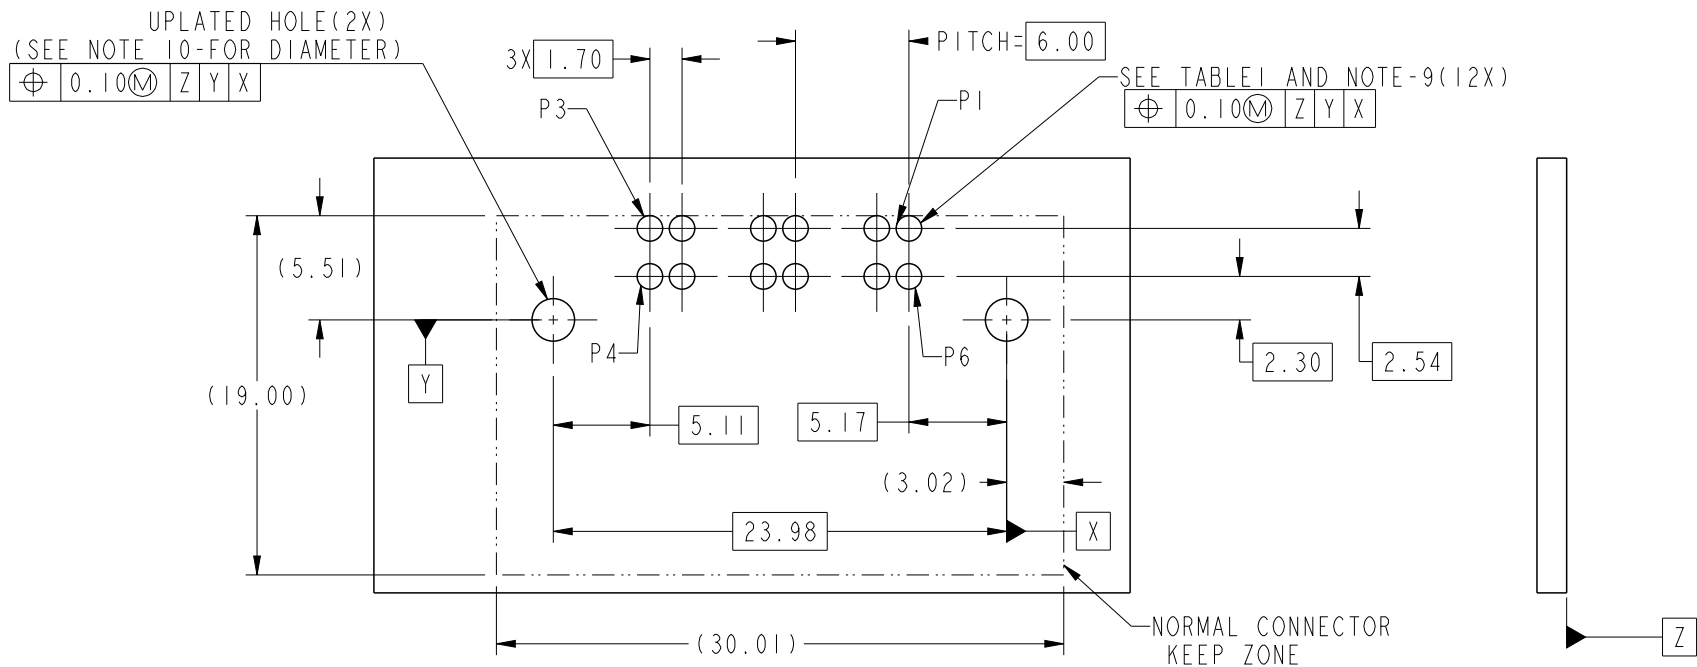 UPLATED HOLE(2X)
(SEE NOTE 10-FOR DIAMETER)
⌖ 0.10Ⓜ Z Y X
3X 1.70
PITCH= 6.00
SEE TABLE1 AND NOTE-9(12X)
⌖ 0.10Ⓜ Z Y X
P3
P1
(5.51)
P4
P6
2.30
2.54
Y
(19.00)
5.11
5.17
(3.02)
23.98
X
NORMAL CONNECTOR
KEEP ZONE
(30.01)
Z